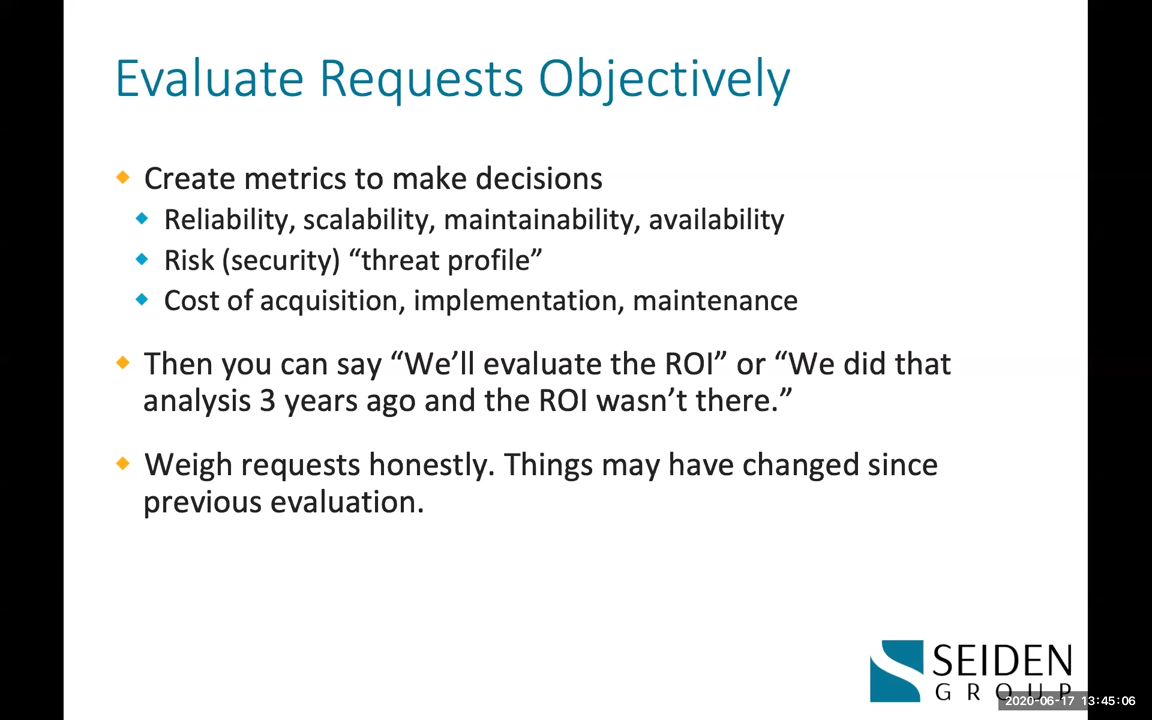 Evaluate Requests Objectively
Create metrics to make decisions
Reliability, scalability, maintainability, availability
Risk (security) “threat profile”
Cost of acquisition, implementation, maintenance
Then you can say “We’ll evaluate the ROI” or “We did that
analysis 3 years ago and the ROI wasn’t there.”
Weigh requests honestly. Things may have changed since
previous evaluation.
SEIDEN
GROUP
2020-06-17 13:45:06